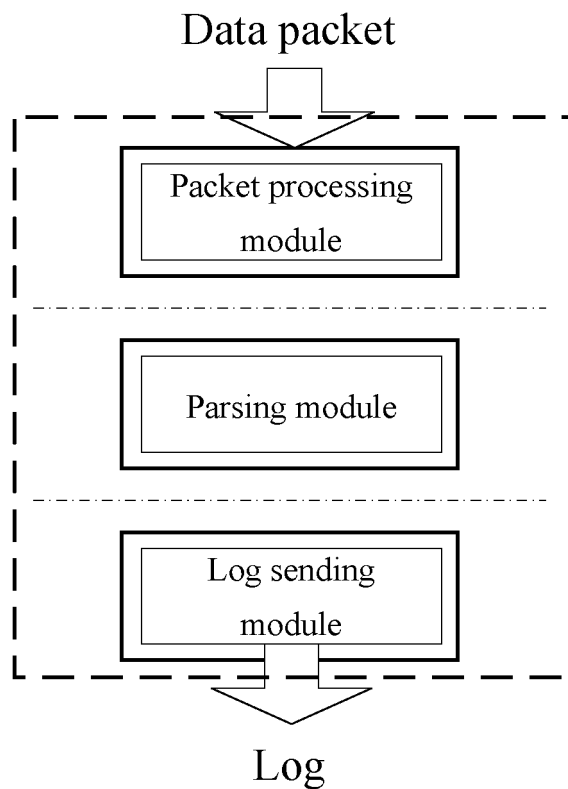 Data packet
Packet processing
module
Parsing module
Log sending
module
Log